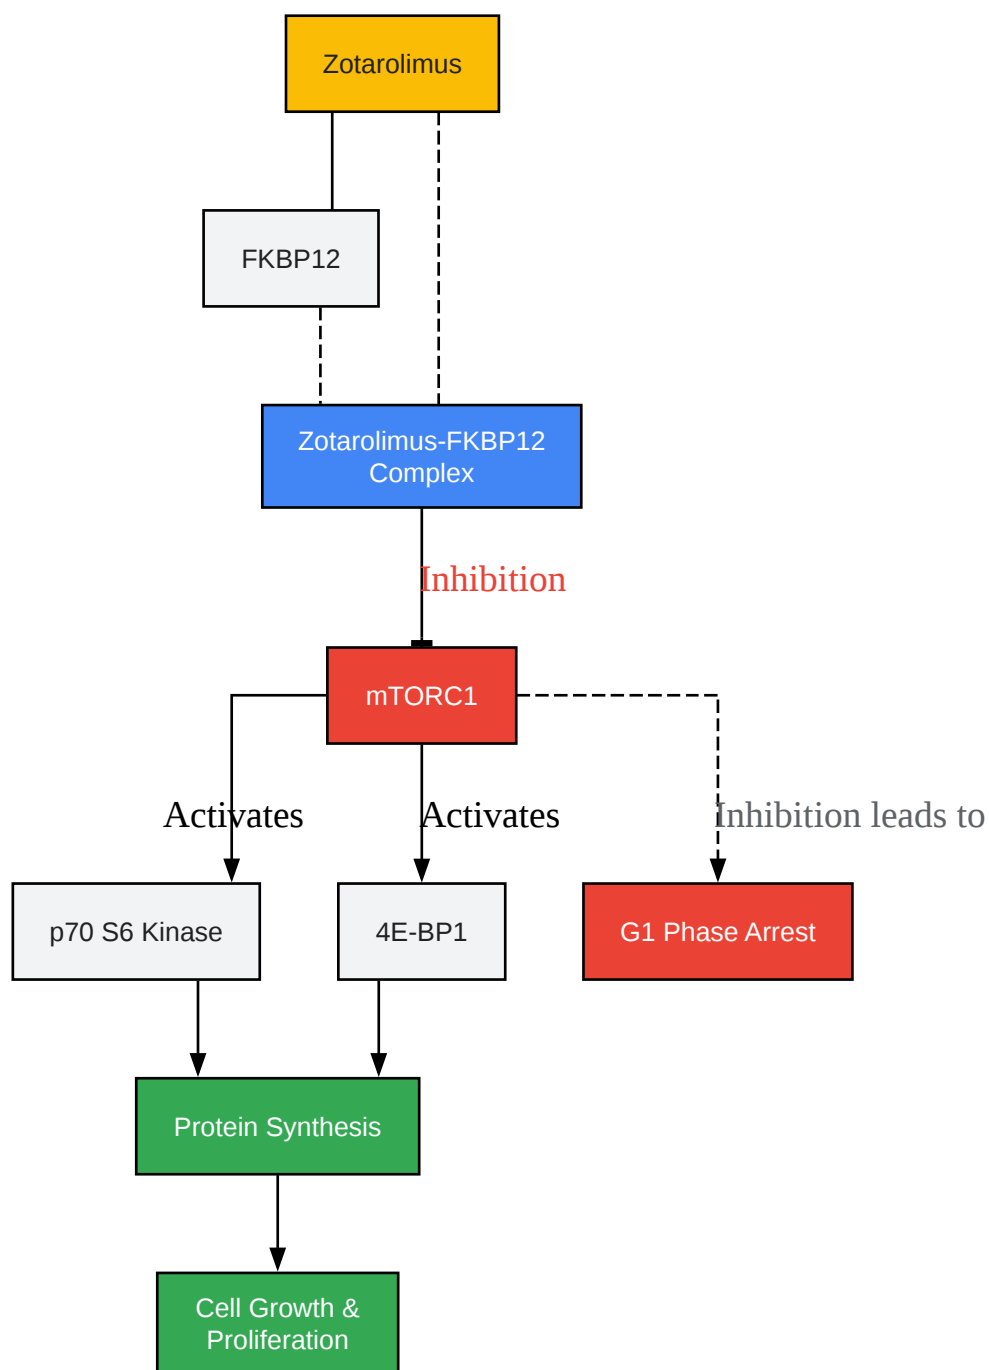 Zotarolimus
FKBP12
Zotarolimus-FKBP12
Complex
Inhibition
mTORC1
Activates
Activates
Inhibition leads to
p70 S6 Kinase
4E-BP1
G1 Phase Arrest
Protein Synthesis
Cell Growth &
Proliferation